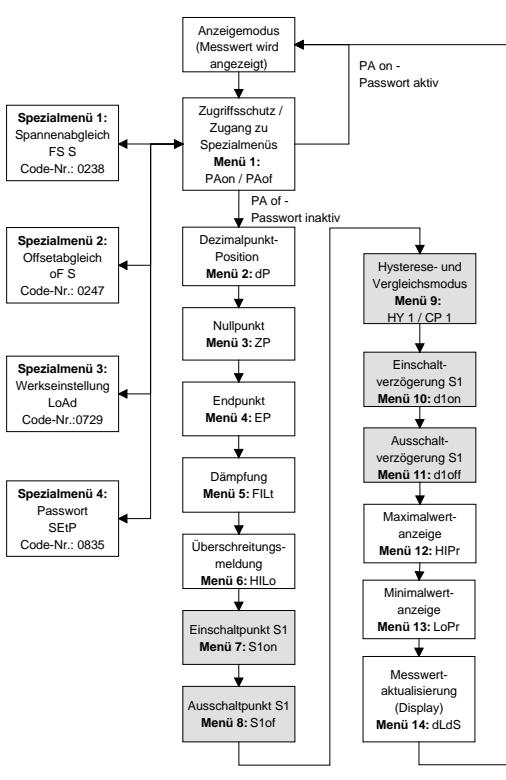 Anzeigemodus
(Messwert wird
angezeigt)
PA on -
Passwort aktiv
Zugriffsschutz /
Zugang zu
Spezialmenüs
Menü 1:
PAon / PAof
PA of -
Passwort inaktiv
Spezialmenü 1:
Spannenabgleich
FS S
Code-Nr.: 0238
Spezialmenü 2:
Offsetabgleich
oF S
Code-Nr.: 0247
Spezialmenü 3:
Werkseinstellung
LoAd
Code-Nr.:0729
Spezialmenü 4:
Passwort
SEtP
Code-Nr.: 0835
Dezimalpunkt-
Position
Menü 2: dP
Nullpunkt
Menü 3: ZP
Endpunkt
Menü 4: EP
Dämpfung
Menü 5: FILt
Überschreitungs-
meldung
Menü 6: HILo
Einschaltpunkt S1
Menü 7: S1on
Ausschaltpunkt S1
Menü 8: S1of
Hysterese- und
Vergleichsmodus
Menü 9:
HY 1 / CP 1
Einschalt-
verzögerung S1
Menü 10: d1on
Ausschalt-
verzögerung S1
Menü 11: d1off
Maximalwert-
anzeige
Menü 12: HIPr
Minimalwert-
anzeige
Menü 13: LoPr
Messwert-
aktualisierung
(Display)
Menü 14: dLdS